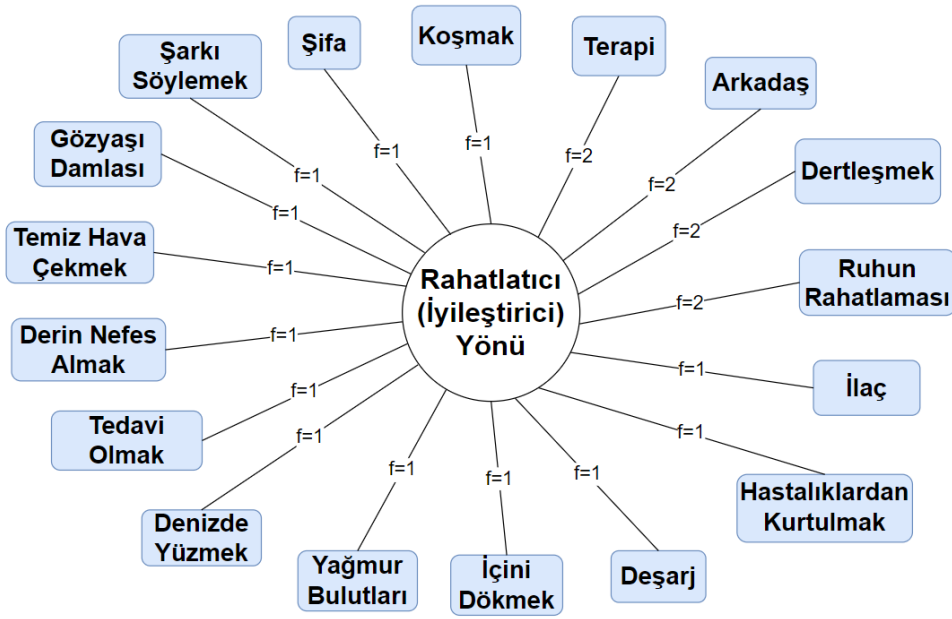 Koşmak
f=1
Terapi
f=2
Arkadaş
f=2
Dertleşmek
f=2
Ruhun
Rahatlaması
f=2
İlaç
f=1
Hastalıklardan
Kurtulmak
f=1
Deşarj
f=1
İçini
Dökmek
f=1
Yağmur
Bulutları
f=1
Denizde
Yüzmek
f=1
Tedavi
Olmak
f=1
Derin Nefes
Almak
f=1
Temiz Hava
Çekmek
f=1
Gözyaşı
Damlası
f=1
Şarkı
Söylemek
f=1
Şifa
f=1
Rahatlatıcı
(İyileştirici)
Yönü